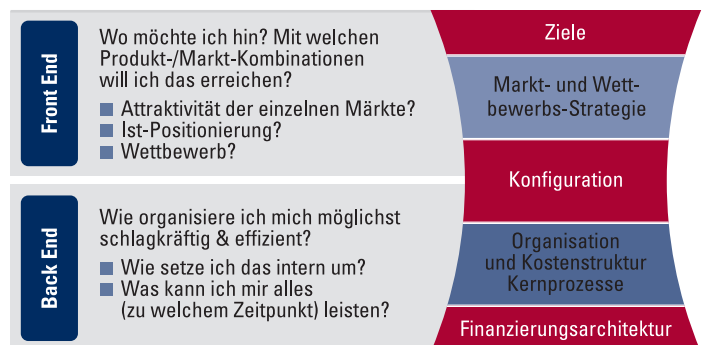 Front End
Wo möchte ich hin? Mit welchen
Produkt-/Markt-Kombinationen
will ich das erreichen?
Attraktivität der einzelnen Märkte?
Ist-Positionierung?
Wettbewerb?
Back End
Wie organisiere ich mich möglichst
schlagkräftig & effizient?
Wie setze ich das intern um?
Was kann ich mir alles
(zu welchem Zeitpunkt) leisten?
Ziele
Markt- und Wett-
bewerbs-Strategie
Konfiguration
Organisation
und Kostenstruktur
Kernprozesse
Finanzierungsarchitektur